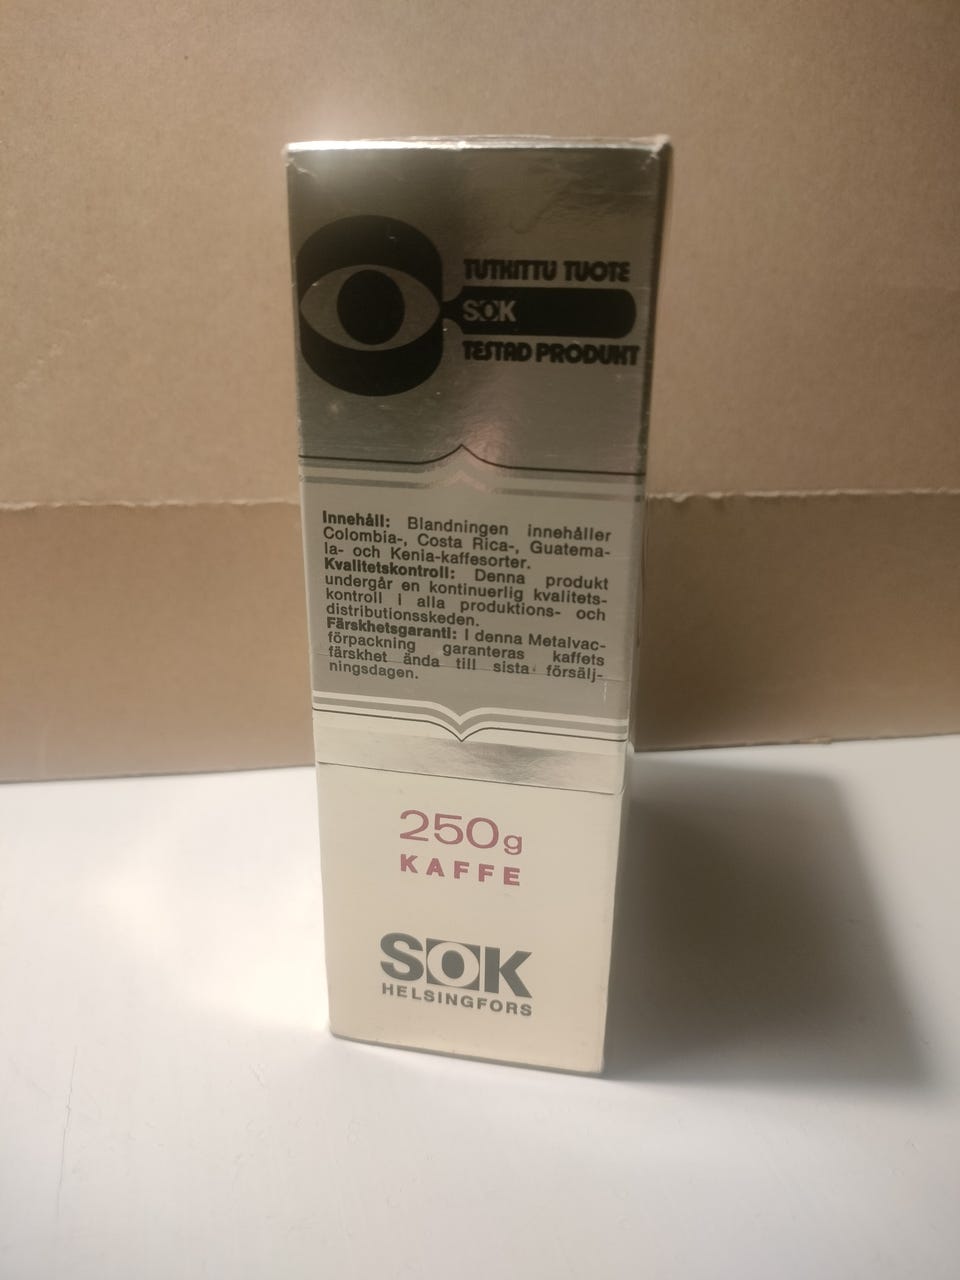 TUTKITTU TUOTE
SOK
TESTAD PRODUKT
Innehåll: Blandningen innehåller
Colombia-, Costa Rica-, Guatema-
la- och Kenia-kaffesorter.
Kvalitetskontroll: Denna produkt
undergår en kontinuerlig kvalitets-
kontroll i alla produktions- och
distributionsskeden.
Färskhetsgaranti: I denna Metalvac-
förpackning garanteras kaffets
färskhet ända till sista försälj-
ningsdagen.
250g
KAFFE
SOK
HELSINGFORS